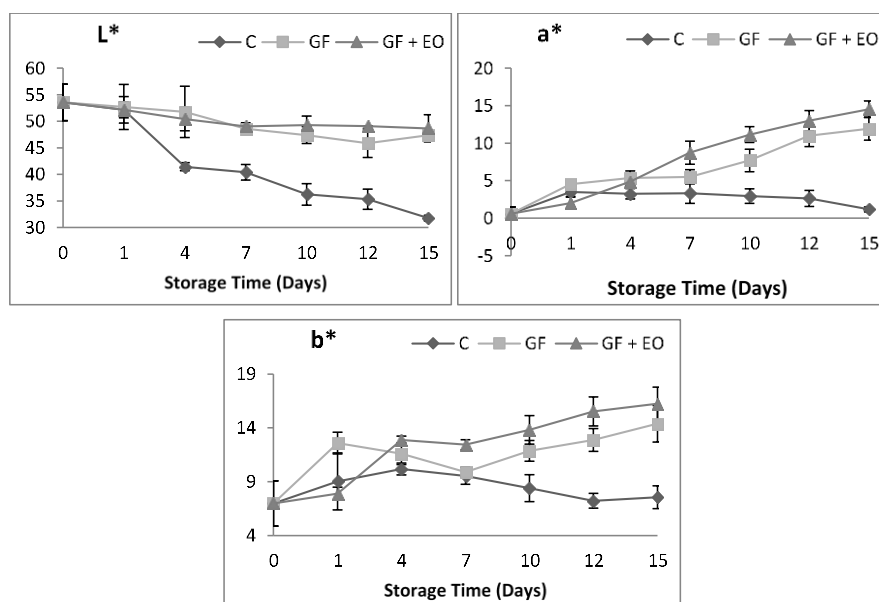 L*
C GF GF + EO
60
55
50
45
40
35
30
0 1 4 7 10 12 15
Storage Time (Days)
a*
C GF GF + EO
20
15
10
5
0
-5
0 1 4 7 10 12 15
Storage Time (Days)
b*
C GF GF + EO
19
14
9
4
0 1 4 7 10 12 15
Storage Time (Days)